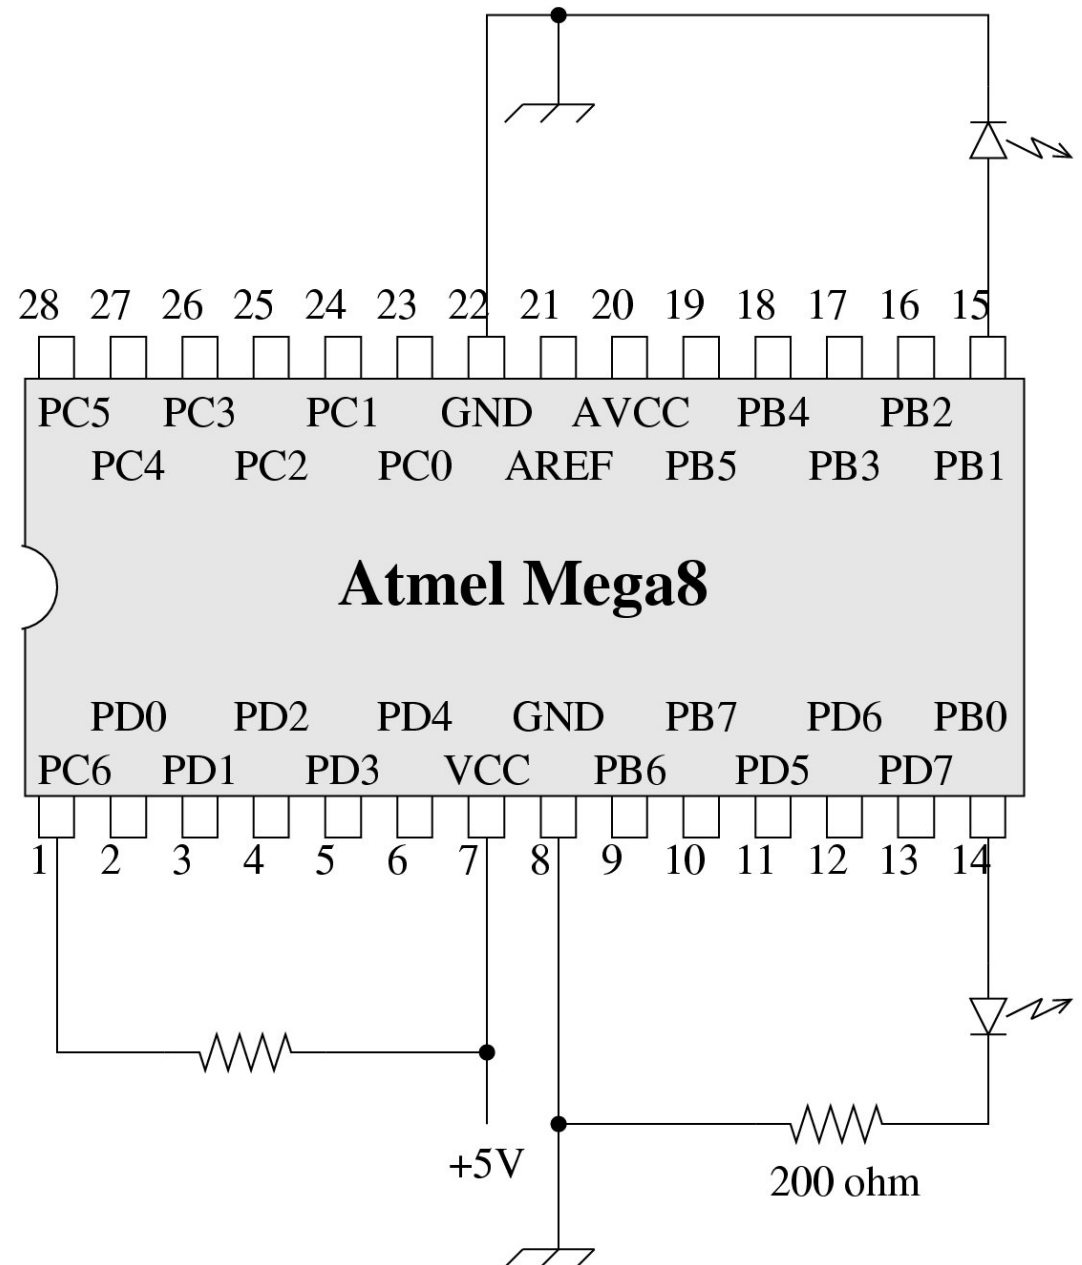 28 27 26 25 24 23 22 21 20 19 18 17 16 15
PC5 PC3 PC1 GND AVCC PB4 PB2
PC4 PC2 PC0 AREF PB5 PB3 PB1
Atmel Mega8
PD0 PD2 PD4 GND PB7 PD6 PB0
PC6 PD1 PD3 VCC PB6 PD5 PD7
1 2 3 4 5 6 7 8 9 10 11 12 13 14
+5V
200 ohm